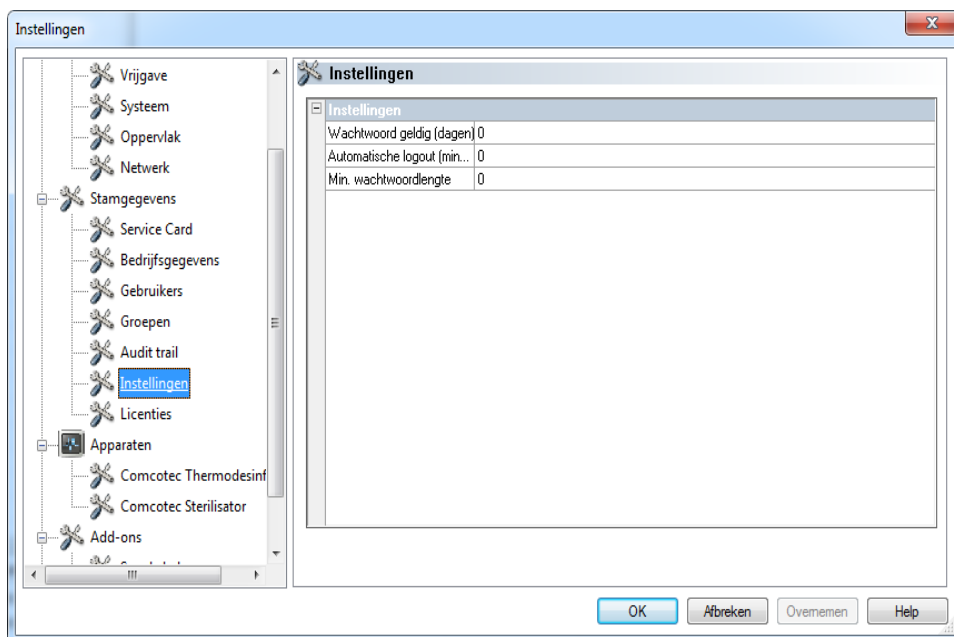 Instellingen
Vrijgave
Systeem
Oppervlak
Netwerk
Stamgegevens
Service Card
Bedrijfsgegevens
Gebruikers
Groepen
Audit trail
Instellingen
Licenties
Apparaten
Comcotec Thermodesinf
Comcotec Sterilisator
Add-ons
Instellingen
Instellingen
Wachtwoord geldig (dagen) 0
Automatische logout (min... 0
Min. wachtwoordlengte 0
OK Afbreken Overnemen Help